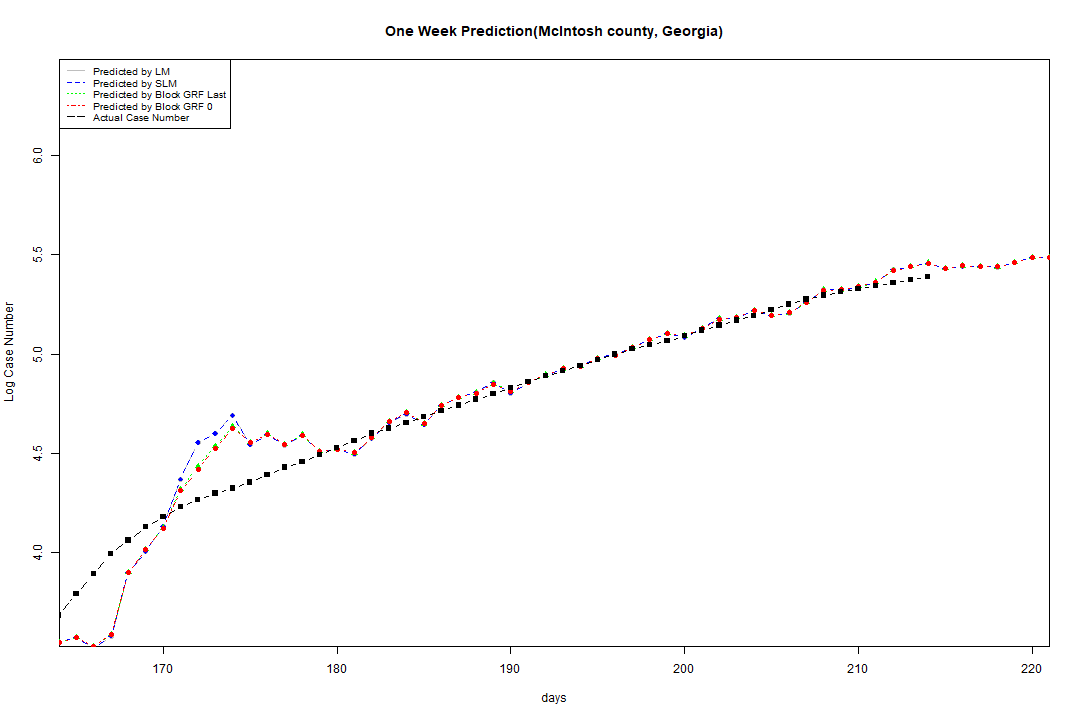 One Week Prediction(McIntosh county, Georgia)
Predicted by LM
Predicted by SLM
Predicted by Block GRF Last
Predicted by Block GRF 0
Actual Case Number
6.0
5.5
5.0
4.5
4.0
Log Case Number
170 180 190 200 210 220
days